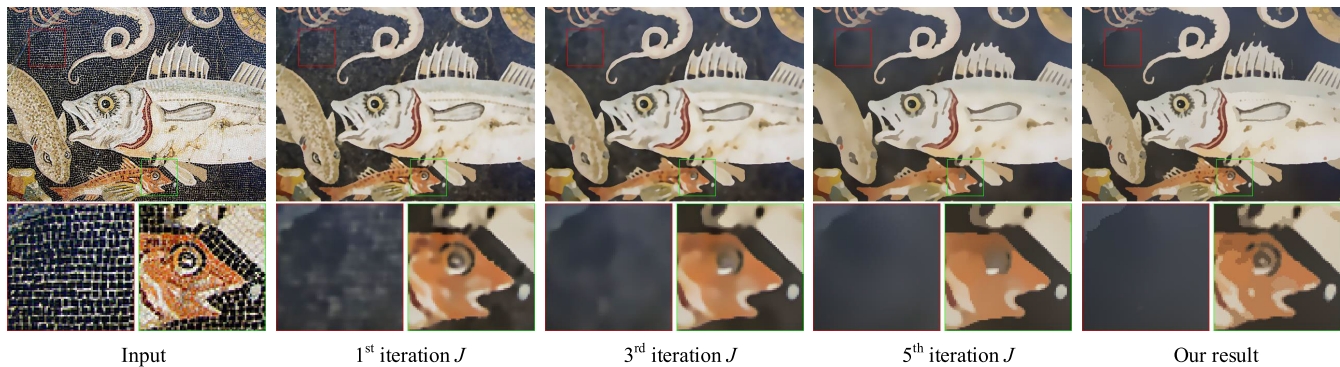 Input
1st iteration J
3rd iteration J
5th iteration J
Our result